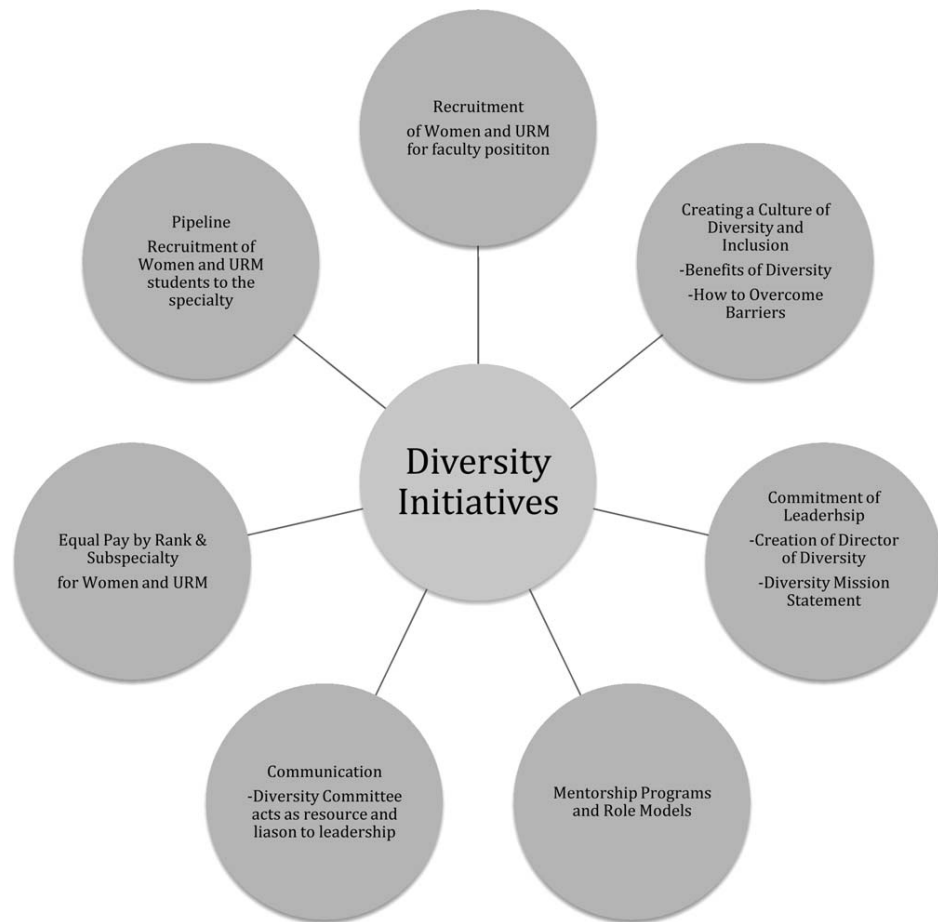 Recruitment
of Women and URM
for faculty posititon
Creating a Culture of
Diversity and
Inclusion
-Benefits of Diversity
-How to Overcome
Barriers
Commitment of
Leaderhsip
-Creation of Director
of Diversity
-Diversity Mission
Statement
Mentorship Programs
and Role Models
Communication
-Diversity Committee
acts as resource and
liason to leadership
Equal Pay by Rank &
Subspecialty
for Women and URM
Pipeline
Recruitment of
Women and URM
students to the
specialty
Diversity
Initiatives